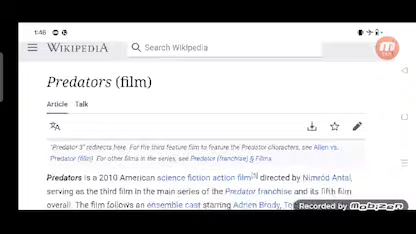 1:46
WIKIPEDIA
Search Wikipedia
Predators (film)
Article Talk
"Predator 3" redirects here. For the third feature film to feature the Predator characters, see Alien vs.
Predator (film). For other films in the series, see Predator (franchise) § Films.
Predators is a 2010 American science fiction action film[5] directed by Nimród Antal,
serving as the third film in the main series of the Predator franchise and its fifth film
overall. The film follows an ensemble cast starring Adrien Brody,
Recorded by Mobizen